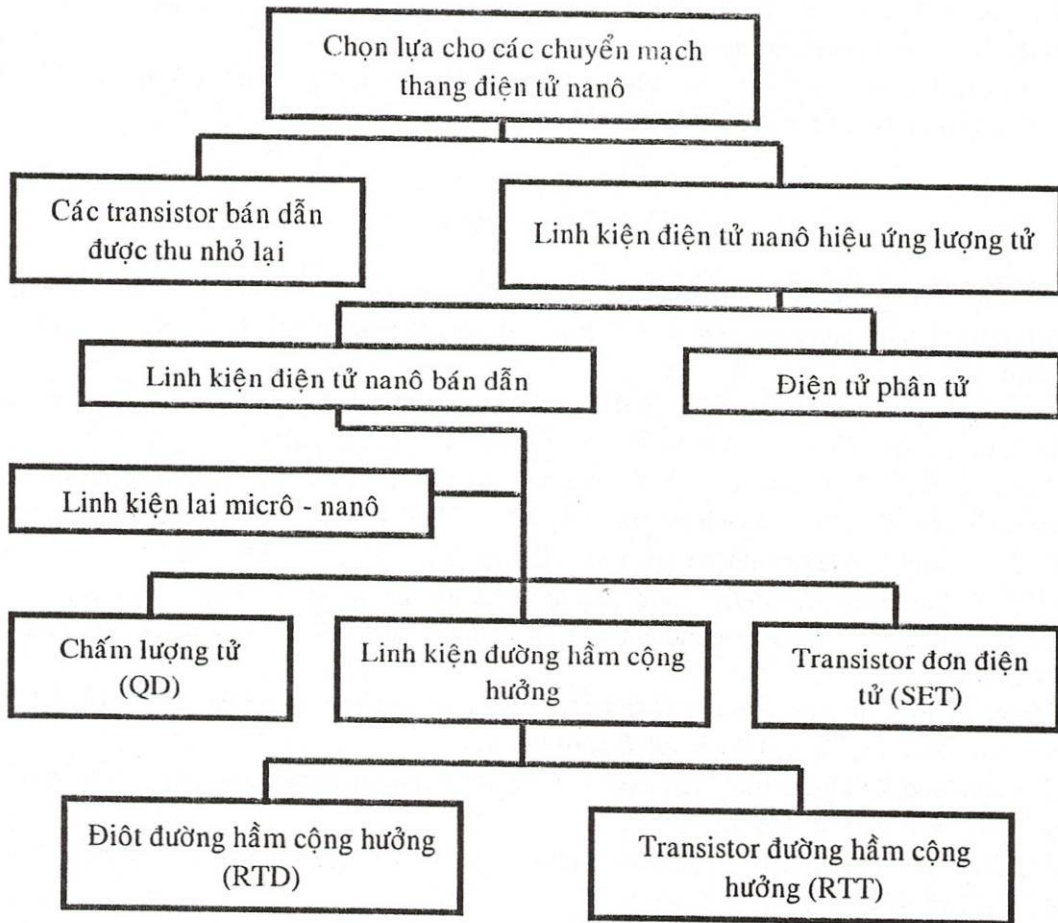 Chọn lựa cho các chuyển mạch
thang điện tử nanô
Các transistor bán dẫn
được thu nhỏ lại
Linh kiện điện tử nanô hiệu ứng lượng tử
Linh kiện điện tử nanô bán dẫn
Điện tử phân tử
Linh kiện lai micrô - nanô
Chấm lượng tử
(QD)
Linh kiện đường hầm cộng
hưởng
Transistor đơn điện
tử (SET)
Điôt đường hầm cộng hưởng
(RTD)
Transistor đường hầm cộng
hưởng (RTT)